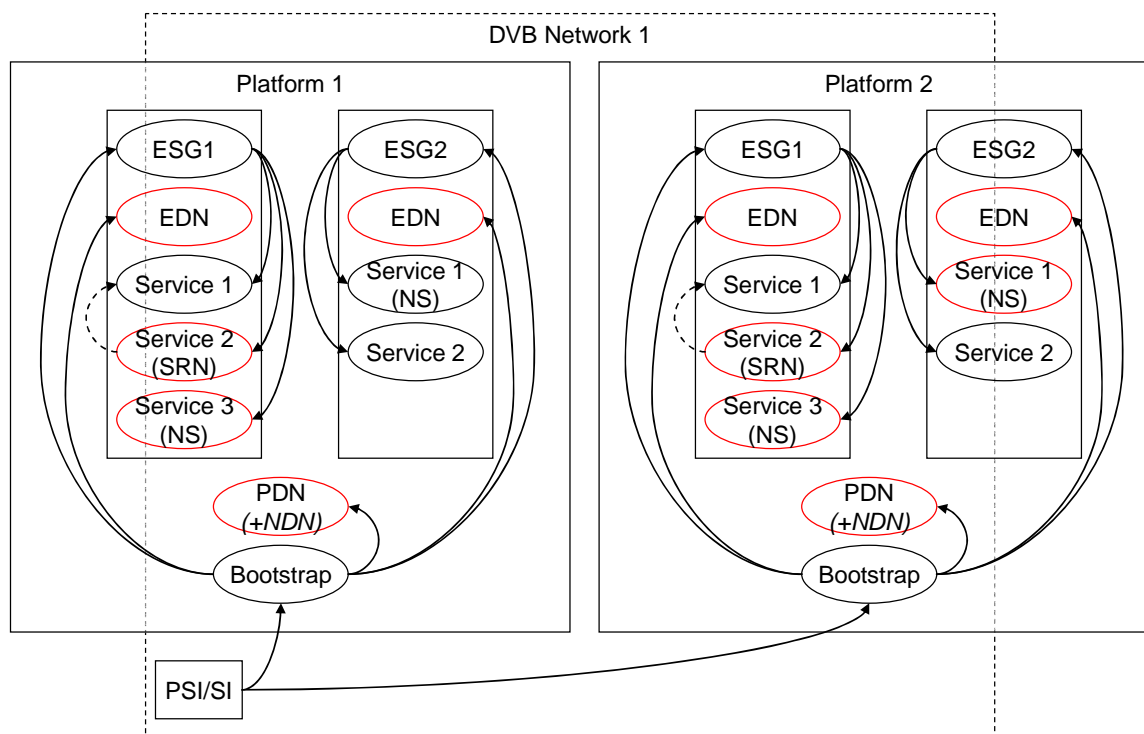 DVB Network 1
Platform 1
ESG1
EDN
Service 1
Service 2
(SRN)
Service 3
(NS)
ESG2
EDN
Service 1
(NS)
Service 2
PDN
(+NDN)
Bootstrap
Platform 2
ESG1
EDN
Service 1
Service 2
(SRN)
Service 3
(NS)
ESG2
EDN
Service 1
(NS)
Service 2
PDN
(+NDN)
Bootstrap
PSI/SI